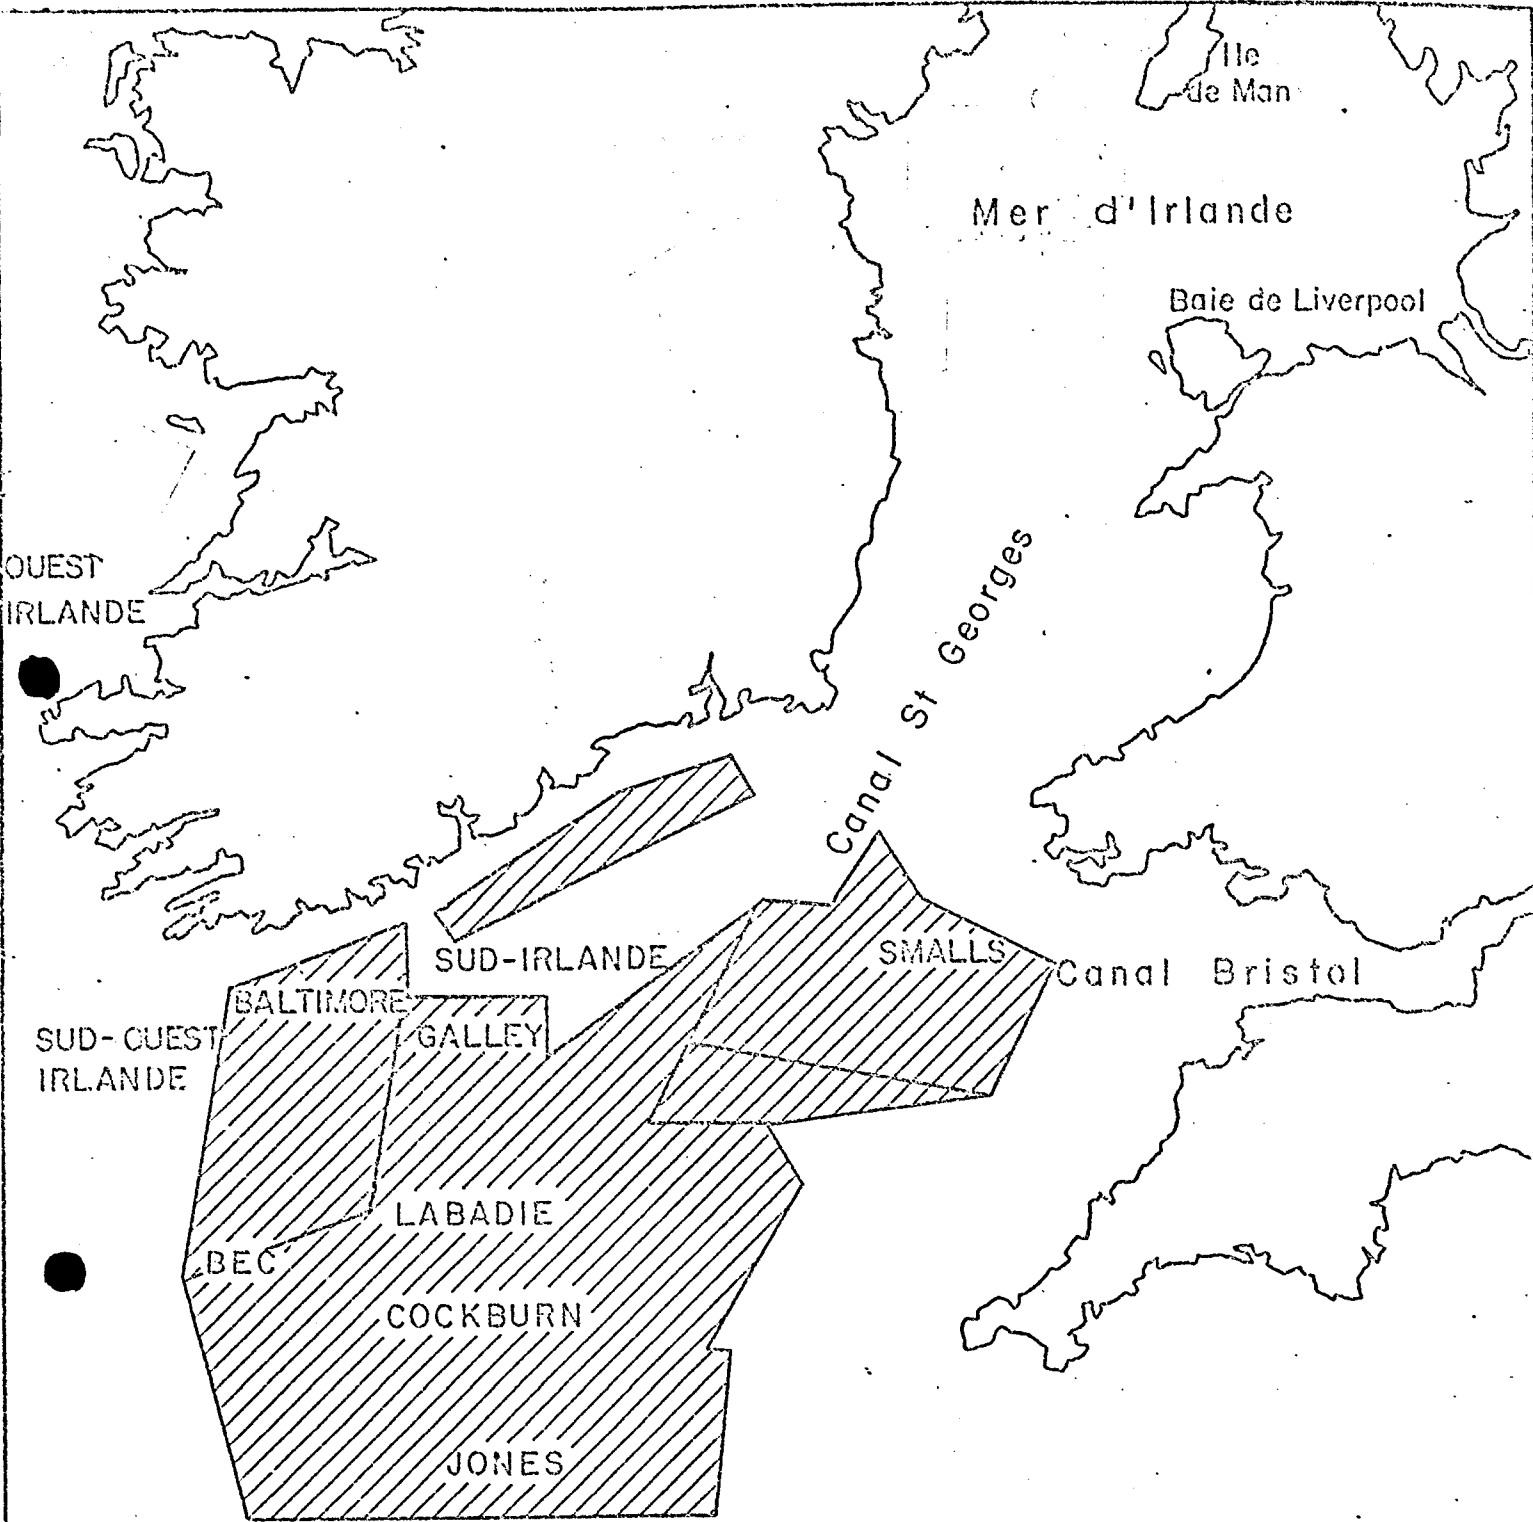 Ile
de Man
Mer d'Irlande
Baie de Liverpool
OUEST
IRLANDE
Canal St Georges
SUD-IRLANDE
SMALLS
Canal Bristol
BALTIMORE
GALLEY
SUD-OUEST
IRLANDE
LABADIE
BEC
COCKBURN
JONES